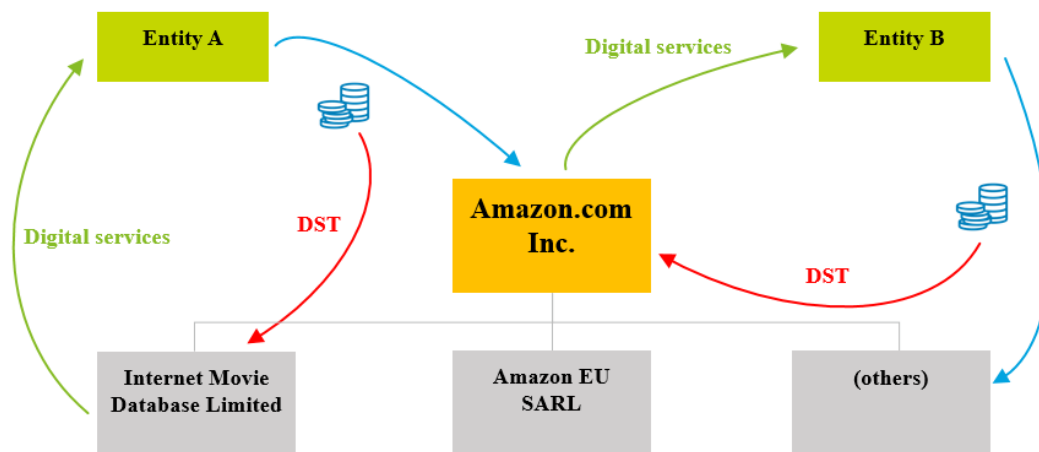 Entity A
Digital services
Entity B
Amazon.com
Inc.
DST
Digital services
DST
Internet Movie
Database Limited
Amazon EU
SARL
(others)